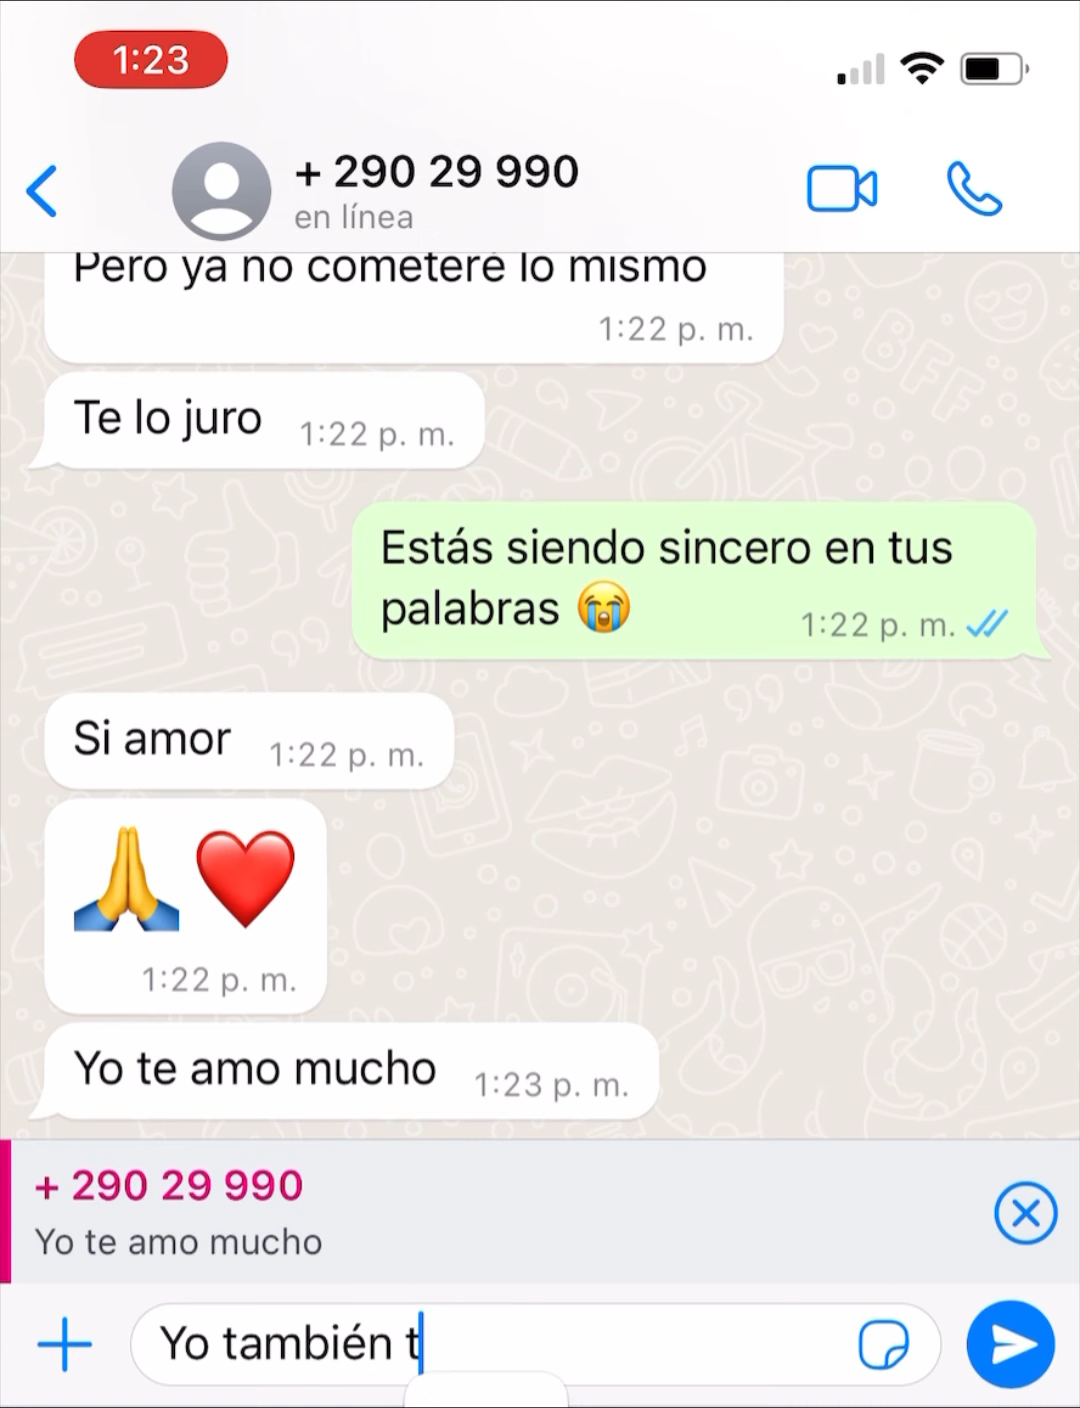 1:23
+ 290 29 990
en línea
Pero ya no cometeré lo mismo
1:22 p. m.
Te lo juro 1:22 p. m.
Estás siendo sincero en tus
palabras 😭 1:22 p. m.
Si amor 1:22 p. m.
🙏 ❤️
1:22 p. m.
Yo te amo mucho 1:23 p. m.
+ 290 29 990
Yo te amo mucho
Yo también t